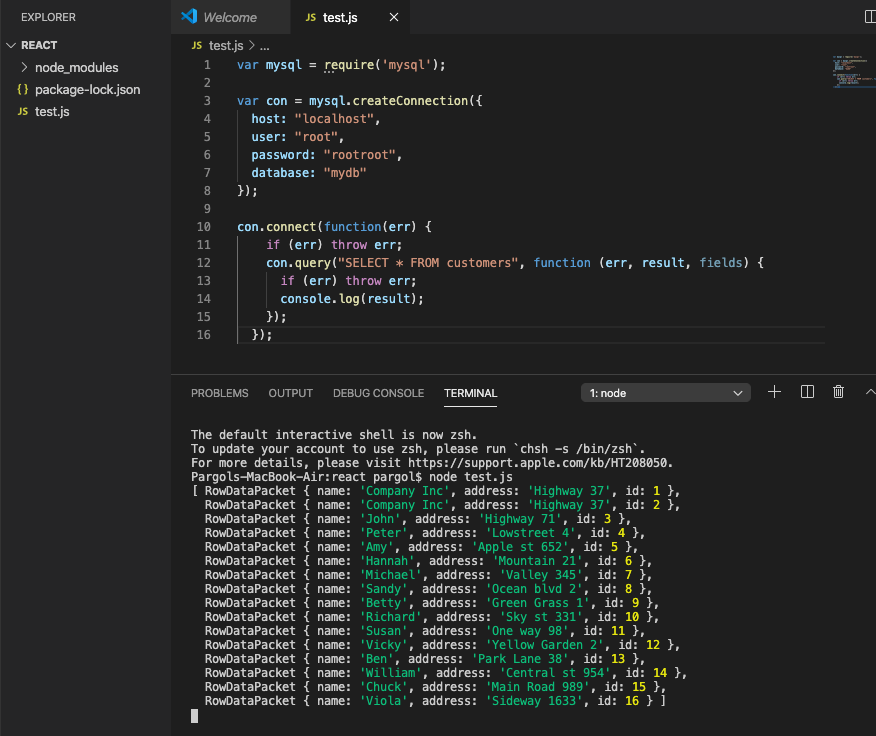 EXPLORER
REACT
node_modules
{} package-lock.json
JS test.js
Welcome
JS test.js
JS test.js > ...
1 var mysql = require('mysql');
2
3 var con = mysql.createConnection({
4 host: "localhost",
5 user: "root",
6 password: "rootroot",
7 database: "mydb"
8 });
9
10 con.connect(function(err) {
11 if (err) throw err;
12 con.query("SELECT * FROM customers", function (err, result, fields) {
13 if (err) throw err;
14 console.log(result);
15 });
16 });
PROBLEMS OUTPUT DEBUG CONSOLE TERMINAL 1: node
The default interactive shell is now zsh.
To update your account to use zsh, please run `chsh -s /bin/zsh`.
For more details, please visit https://support.apple.com/kb/HT208050.
Pargols-MacBook-Air:react pargol$ node test.js
[ RowDataPacket { name: 'Company Inc', address: 'Highway 37', id: 1 },
RowDataPacket { name: 'Company Inc', address: 'Highway 37', id: 2 },
RowDataPacket { name: 'John', address: 'Highway 71', id: 3 },
RowDataPacket { name: 'Peter', address: 'Lowstreet 4', id: 4 },
RowDataPacket { name: 'Amy', address: 'Apple st 652', id: 5 },
RowDataPacket { name: 'Hannah', address: 'Mountain 21', id: 6 },
RowDataPacket { name: 'Michael', address: 'Valley 345', id: 7 },
RowDataPacket { name: 'Sandy', address: 'Ocean blvd 2', id: 8 },
RowDataPacket { name: 'Betty', address: 'Green Grass 1', id: 9 },
RowDataPacket { name: 'Richard', address: 'Sky st 331', id: 10 },
RowDataPacket { name: 'Susan', address: 'One way 98', id: 11 },
RowDataPacket { name: 'Vicky', address: 'Yellow Garden 2', id: 12 },
RowDataPacket { name: 'Ben', address: 'Park Lane 38', id: 13 },
RowDataPacket { name: 'William', address: 'Central st 954', id: 14 },
RowDataPacket { name: 'Chuck', address: 'Main Road 989', id: 15 },
RowDataPacket { name: 'Viola', address: 'Sideway 1633', id: 16 } ]